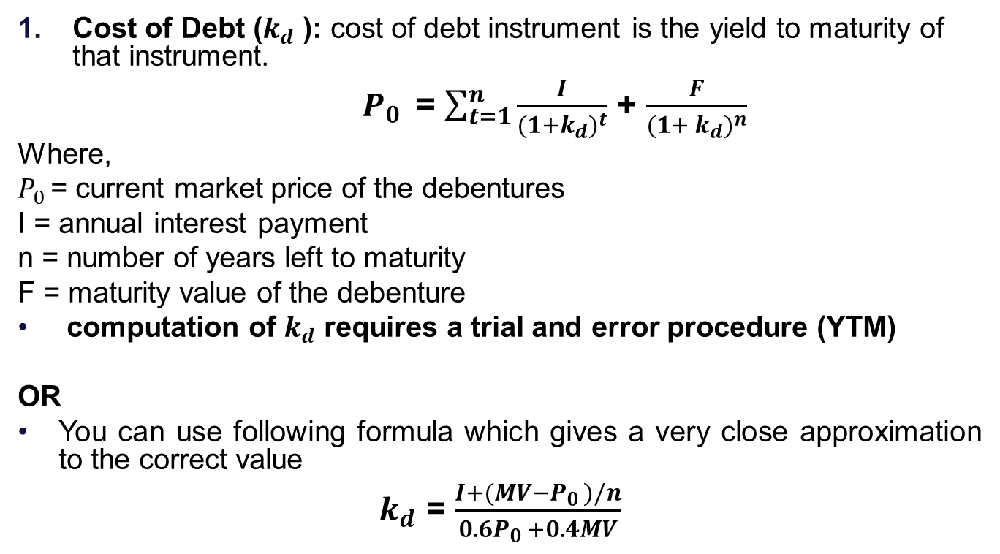 1. Cost of Debt (k_d ): cost of debt instrument is the yield to maturity of
that instrument.
P_0 = ∑_{t=1}^{n} I/(1+k_d)^t + F/(1+ k_d)^n
Where,
P_0 = current market price of the debentures
I = annual interest payment
n = number of years left to maturity
F = maturity value of the debenture
• computation of k_d requires a trial and error procedure (YTM)
OR
• You can use following formula which gives a very close approximation
to the correct value
k_d = (I+(MV−P_0 )/n)/(0.6P_0 +0.4MV)